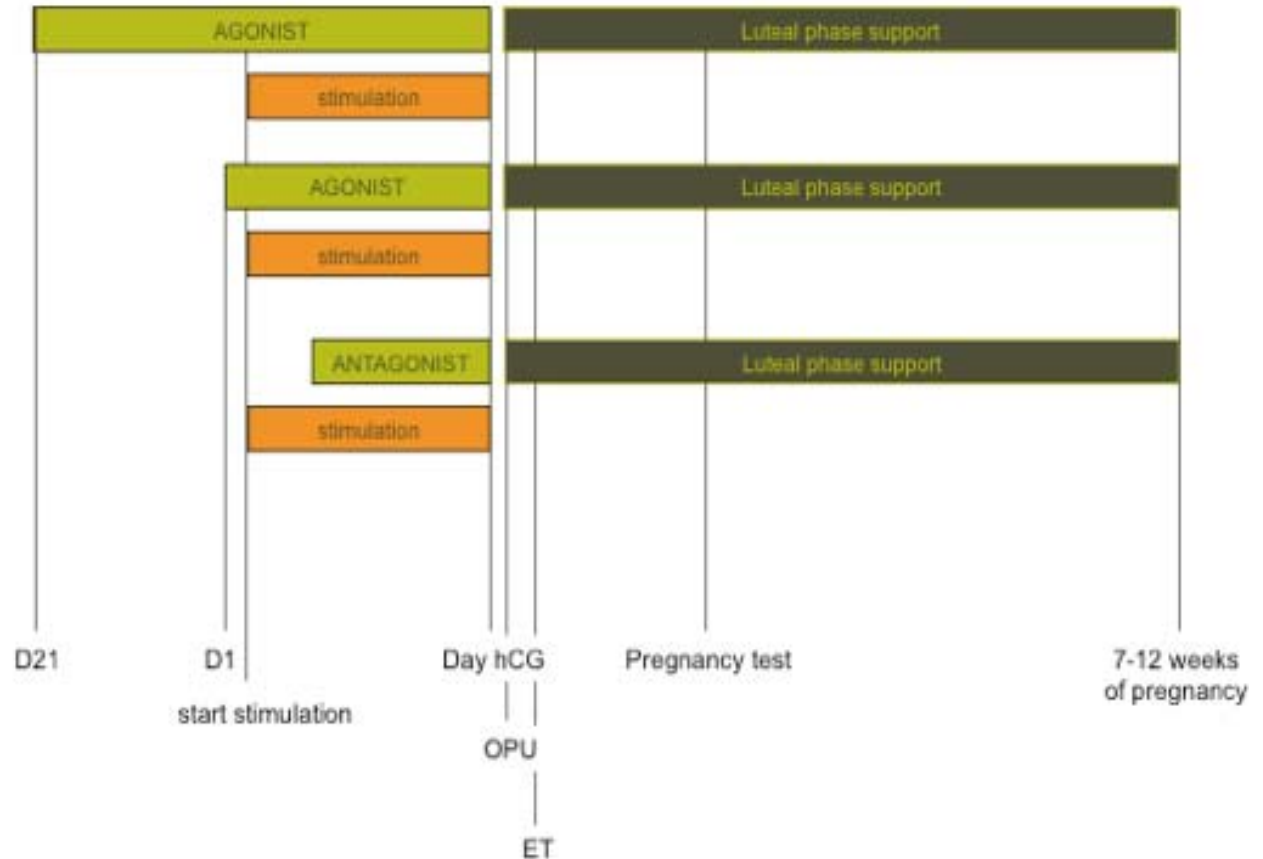 AGONIST
Luteal phase support
stimulation
AGONIST
Luteal phase support
stimulation
ANTAGONIST
Luteal phase support
stimulation
D21
D1
Day hCG
Pregnancy test
7-12 weeks
of pregnancy
start stimulation
OPU
ET